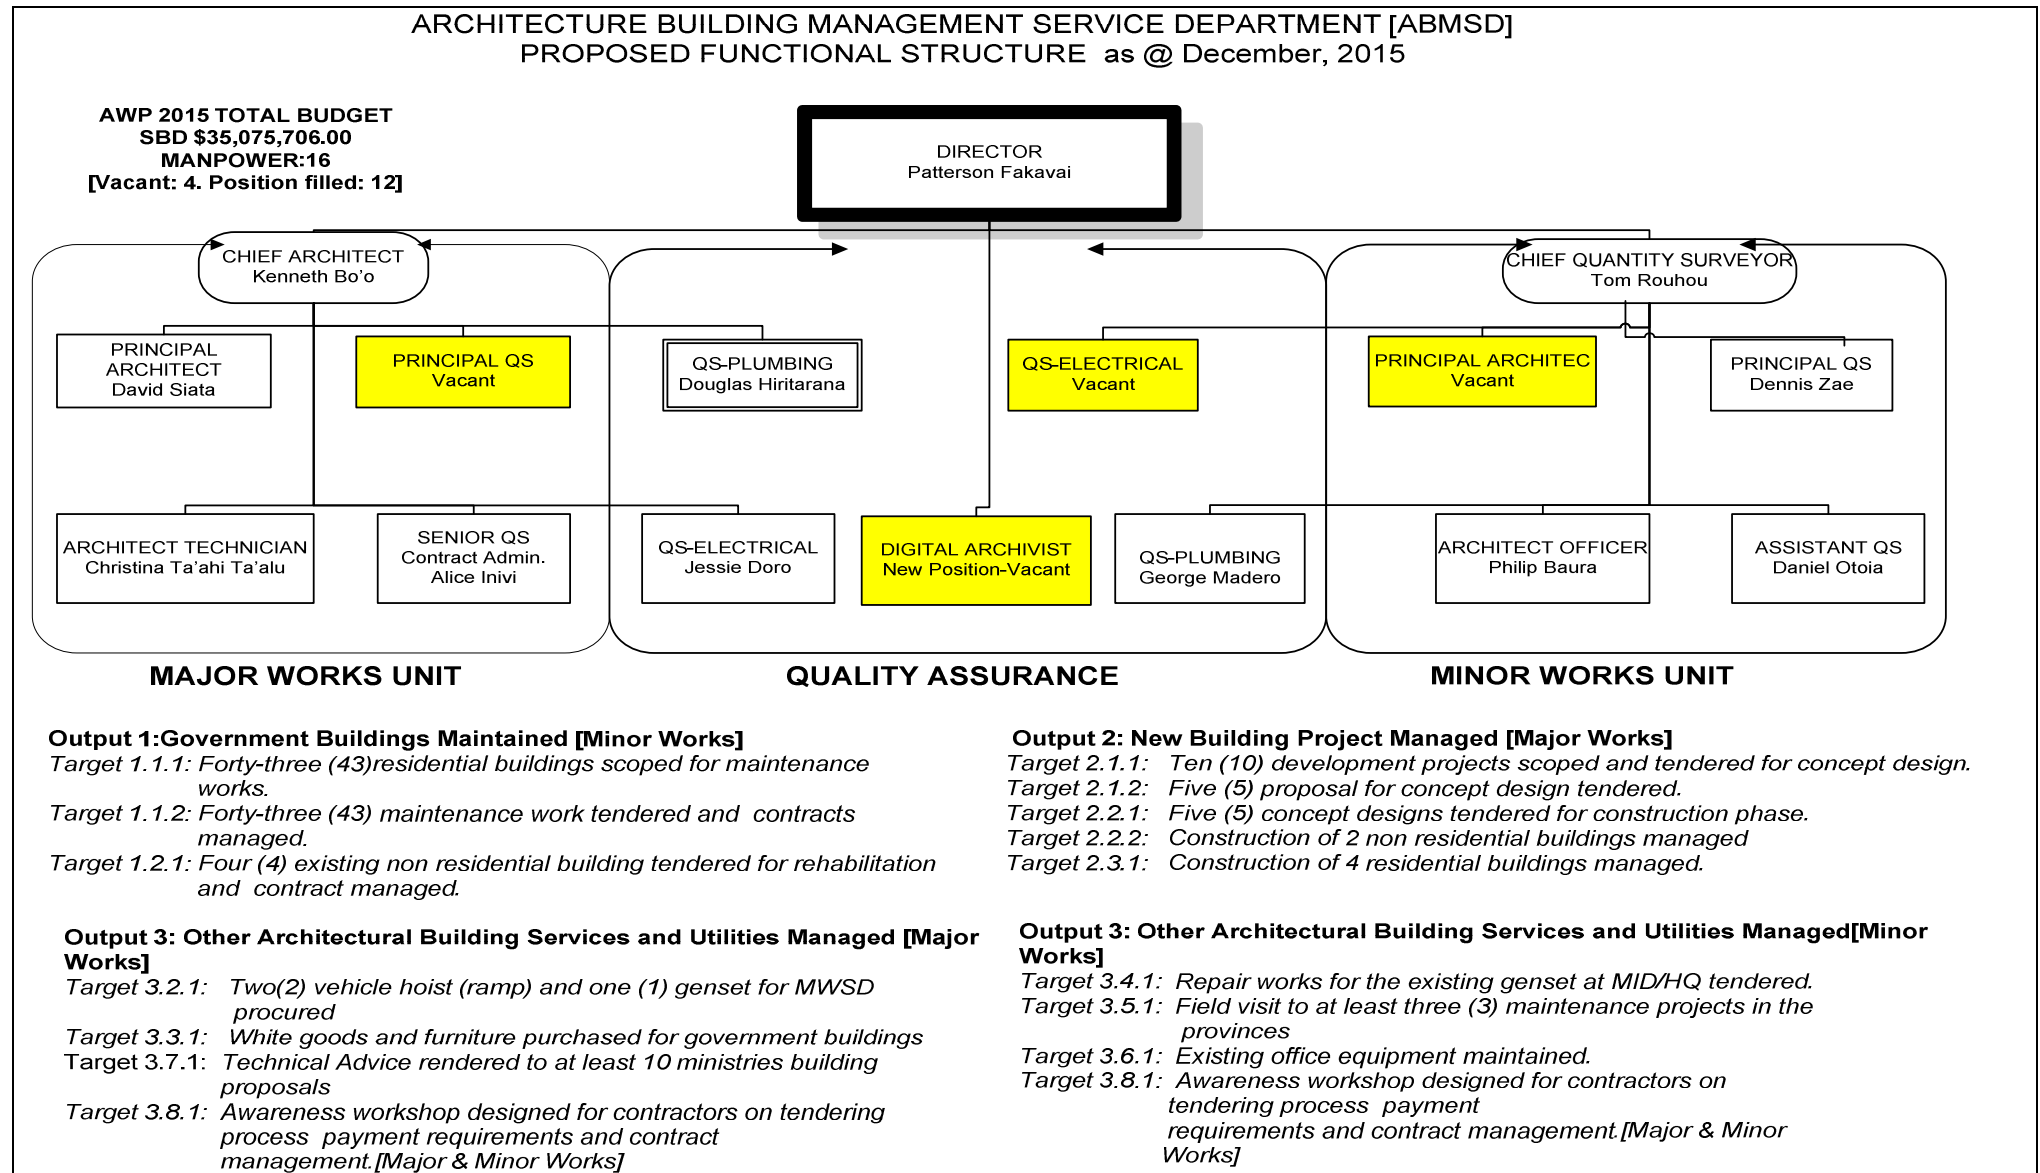 ARCHITECTURE BUILDING MANAGEMENT SERVICE DEPARTMENT [ABMSD]
PROPOSED FUNCTIONAL STRUCTURE as @ December, 2015
AWP 2015 TOTAL BUDGET
SBD $35,075,706.00
MANPOWER:16
[Vacant: 4. Position filled: 12]
DIRECTOR
Patterson Fakavai
CHIEF ARCHITECT
Kenneth Bo'o
CHIEF QUANTITY SURVEYOR
Tom Rouhou
PRINCIPAL
ARCHITECT
David Siata
PRINCIPAL QS
Vacant
QS-PLUMBING
Douglas Hiritarana
QS-ELECTRICAL
Vacant
PRINCIPAL ARCHITEC
Vacant
PRINCIPAL QS
Dennis Zae
ARCHITECT TECHNICIAN
Christina Ta'ahi Ta'alu
SENIOR QS
Contract Admin.
Alice Inivi
QS-ELECTRICAL
Jessie Doro
DIGITAL ARCHIVIST
New Position-Vacant
QS-PLUMBING
George Madero
ARCHITECT OFFICER
Philip Baura
ASSISTANT QS
Daniel Otoia
MAJOR WORKS UNIT
QUALITY ASSURANCE
MINOR WORKS UNIT
Output 1:Government Buildings Maintained [Minor Works]
Target 1.1.1: Forty-three (43)residential buildings scoped for maintenance
works.
Target 1.1.2: Forty-three (43) maintenance work tendered and contracts
managed.
Target 1.2.1: Four (4) existing non residential building tendered for rehabilitation
and contract managed.
Output 2: New Building Project Managed [Major Works]
Target 2.1.1: Ten (10) development projects scoped and tendered for concept design.
Target 2.1.2: Five (5) proposal for concept design tendered.
Target 2.2.1: Five (5) concept designs tendered for construction phase.
Target 2.2.2: Construction of 2 non residential buildings managed
Target 2.3.1: Construction of 4 residential buildings managed.
Output 3: Other Architectural Building Services and Utilities Managed [Major
Works]
Target 3.2.1: Two(2) vehicle hoist (ramp) and one (1) genset for MWSD
procured
Target 3.3.1: White goods and furniture purchased for government buildings
Target 3.7.1: Technical Advice rendered to at least 10 ministries building
proposals
Target 3.8.1: Awareness workshop designed for contractors on tendering
process payment requirements and contract
management.[Major & Minor Works]
Output 3: Other Architectural Building Services and Utilities Managed[Minor
Works]
Target 3.4.1: Repair works for the existing genset at MID/HQ tendered.
Target 3.5.1: Field visit to at least three (3) maintenance projects in the
provinces
Target 3.6.1: Existing office equipment maintained.
Target 3.8.1: Awareness workshop designed for contractors on
tendering process payment
requirements and contract management.[Major & Minor
Works]